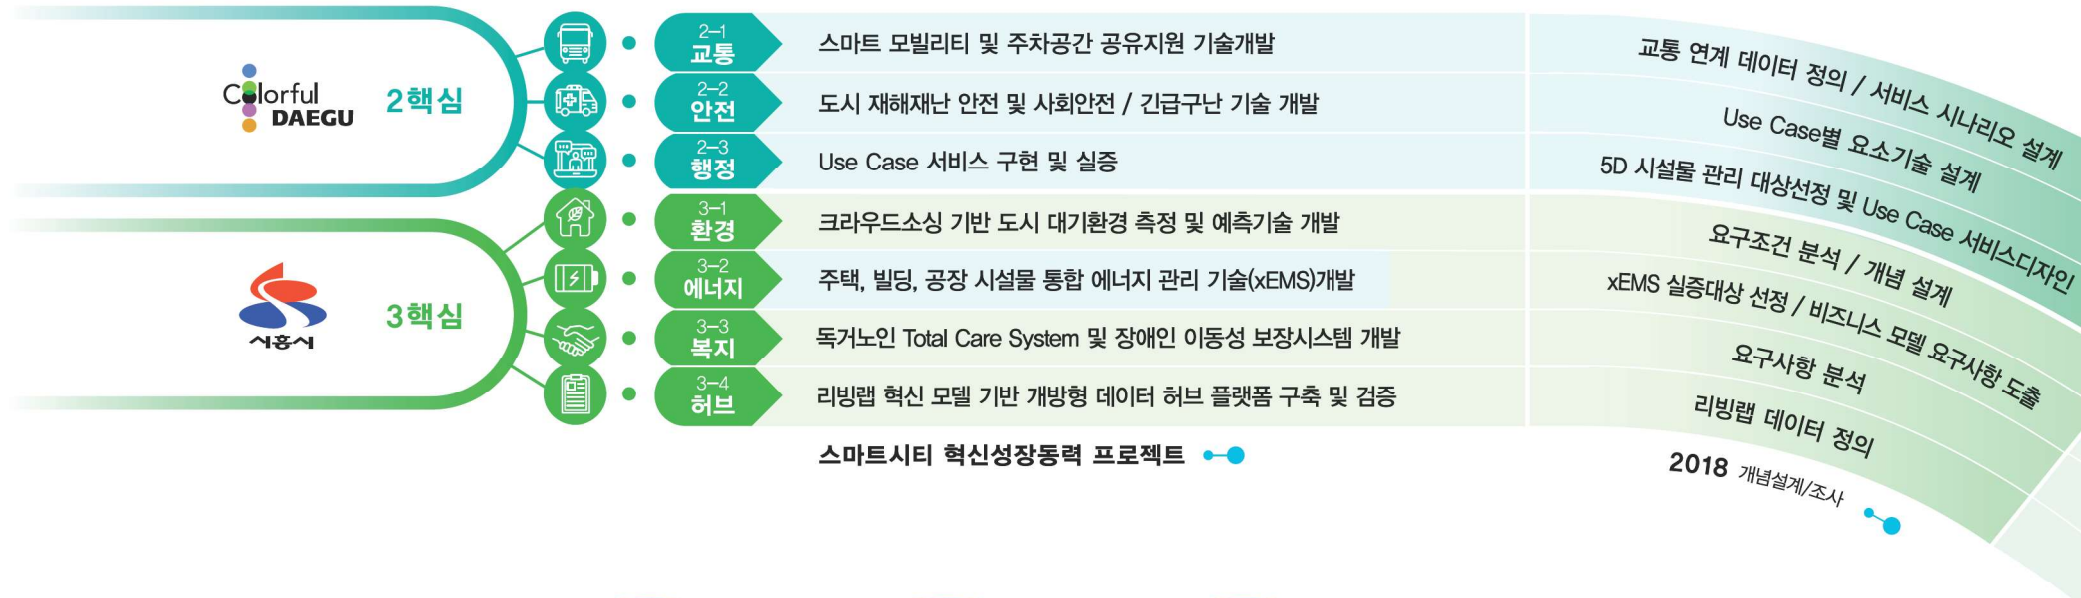 Colorful
DAEGU
2핵심
2-1
교통
스마트 모빌리티 및 주차공간 공유지원 기술개발
교통 연계 데이터 정의 / 서비스 시나리오 설계
2-2
안전
도시 재해재난 안전 및 사회안전 / 긴급구난 기술 개발
Use Case별 요소기술 설계
2-3
행정
Use Case 서비스 구현 및 실증
5D 시설물 관리 대상선정 및 Use Case 서비스디자인
시흥시
3핵심
3-1
환경
크라우드소싱 기반 도시 대기환경 측정 및 예측기술 개발
요구조건 분석 / 개념 설계
3-2
에너지
주택, 빌딩, 공장 시설물 통합 에너지 관리 기술(xEMS)개발
xEMS 실증대상 선정 / 비즈니스 모델 요구사항 도출
3-3
복지
독거노인 Total Care System 및 장애인 이동성 보장시스템 개발
요구사항 분석
3-4
허브
리빙랩 혁신 모델 기반 개방형 데이터 허브 플랫폼 구축 및 검증
리빙랩 데이터 정의
스마트시티 혁신성장동력 프로젝트
2018 개념설계/조사